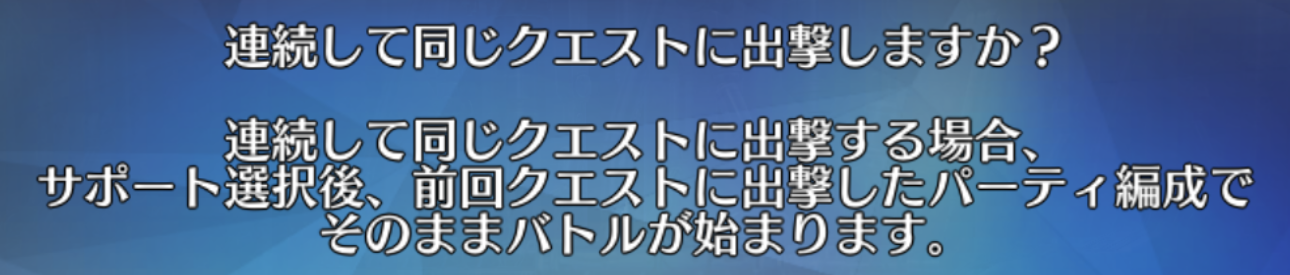 連続して同じクエストに出撃しますか？
連続して同じクエストに出撃する場合、
サポート選択後、前回クエストに出撃したパーティ編成で
そのままバトルが始まります。